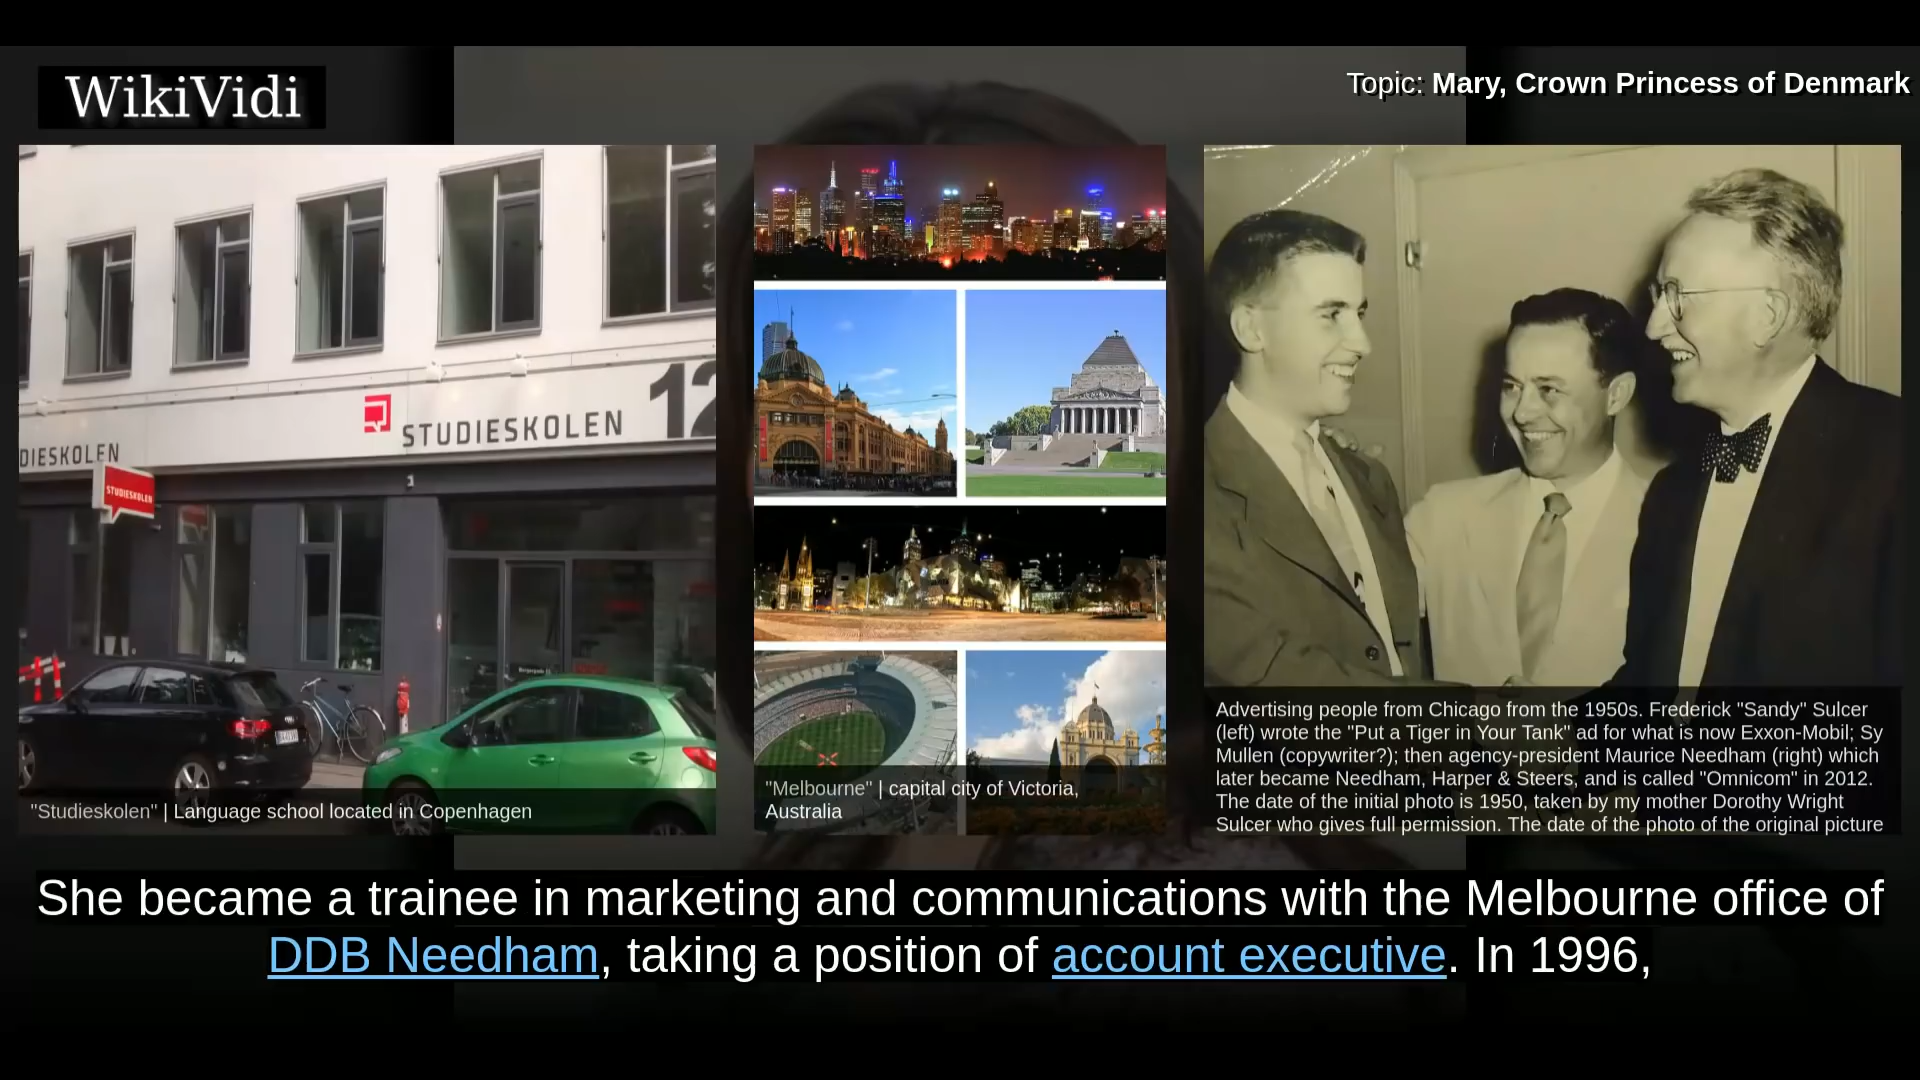 WikiVidi
Topic: Mary, Crown Princess of Denmark
STUDIESKOLEN
12
DIESKOLEN
STUDIESKOLEN
"Studieskolen" | Language school located in Copenhagen
"Melbourne" | capital city of Victoria,
Australia
Advertising people from Chicago from the 1950s. Frederick "Sandy" Sulcer
(left) wrote the "Put a Tiger in Your Tank" ad for what is now Exxon-Mobil; Sy
Mullen (copywriter?); then agency-president Maurice Needham (right) which
later became Needham, Harper & Steers, and is called "Omnicom" in 2012.
The date of the initial photo is 1950, taken by my mother Dorothy Wright
Sulcer who gives full permission. The date of the photo of the original picture
She became a trainee in marketing and communications with the Melbourne office of
DDB Needham, taking a position of account executive. In 1996,